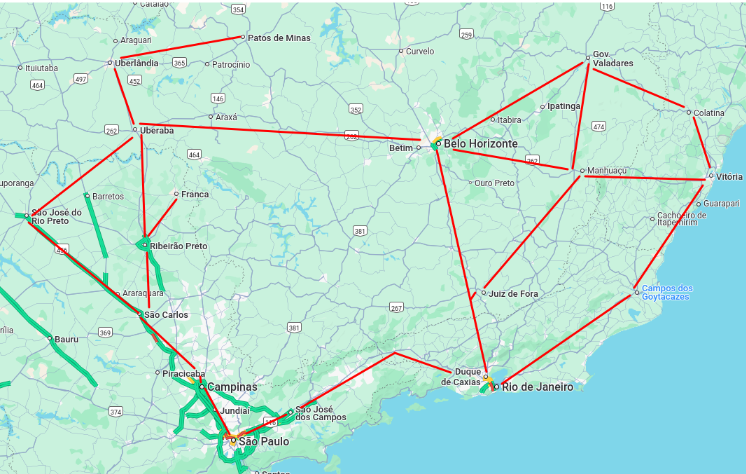 Catalão
354
116
Araguari
Patos de Minas
259
Curvelo
Gov.
Valadares
Ituiutaba
Uberlândia
365
Patrocínio
464
497
452
146
352
Ipatinga
Colatina
Araxá
Itabira
262
Uberaba
474
Betim
Belo Horizonte
464
262
Manhuaçu
Vitória
Barretos
Franca
Ouro Preto
Guarapari
São José do
Rio Preto
Cachoeiro de
Itapemirim
381
Ribeirão Preto
456
Araraquara
Juiz de Fora
Campos dos
Goytacazes
São Carlos
267
369
381
Bauru
Piracicaba
Duque
de Caxias
Campinas
Rio de Janeiro
374
Jundiaí
São José
dos Campos
116
São Paulo
Santos